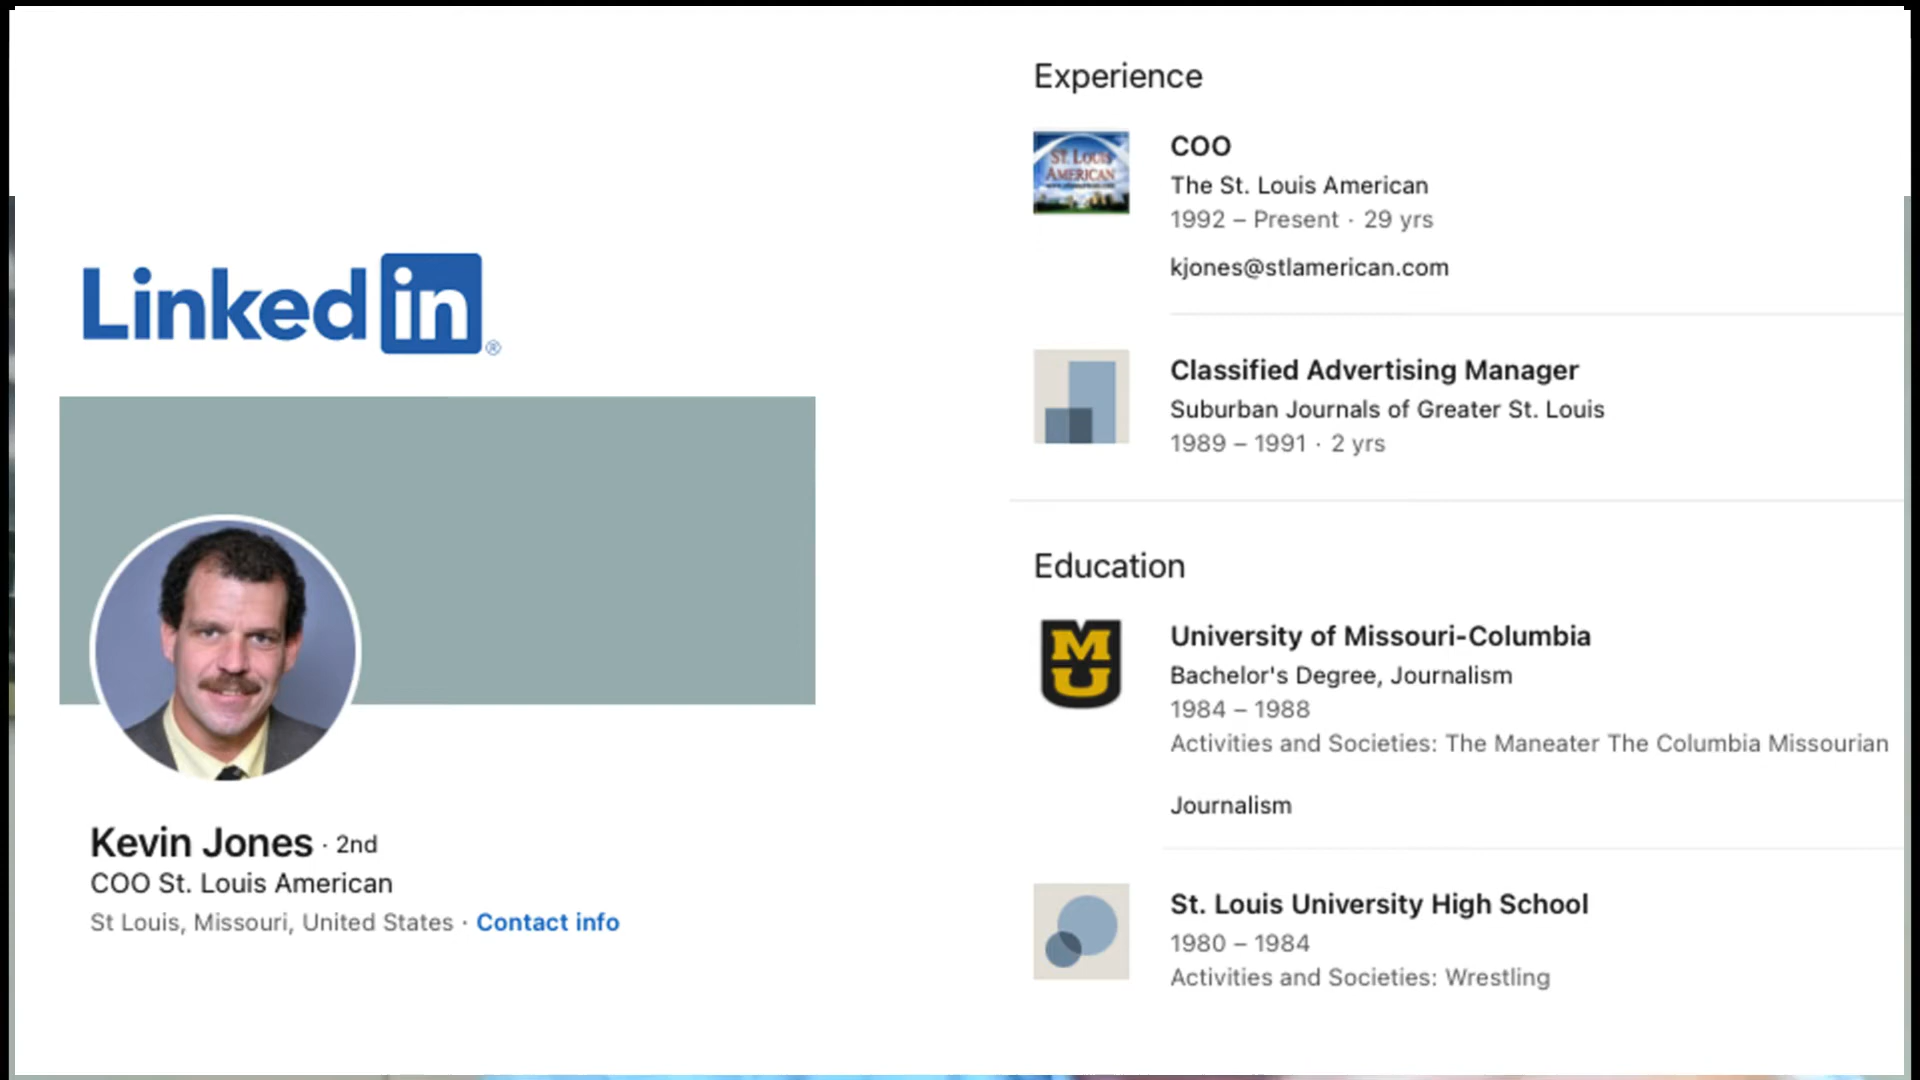 Linked in ®
Kevin Jones · 2nd
COO St. Louis American
St Louis, Missouri, United States · Contact info
Experience
ST. LOUIS
AMERICAN
COO
The St. Louis American
1992 – Present · 29 yrs
kjones@stlamerican.com
Classified Advertising Manager
Suburban Journals of Greater St. Louis
1989 – 1991 · 2 yrs
Education
M
U
University of Missouri-Columbia
Bachelor's Degree, Journalism
1984 – 1988
Activities and Societies: The Maneater The Columbia Missourian
Journalism
St. Louis University High School
1980 – 1984
Activities and Societies: Wrestling